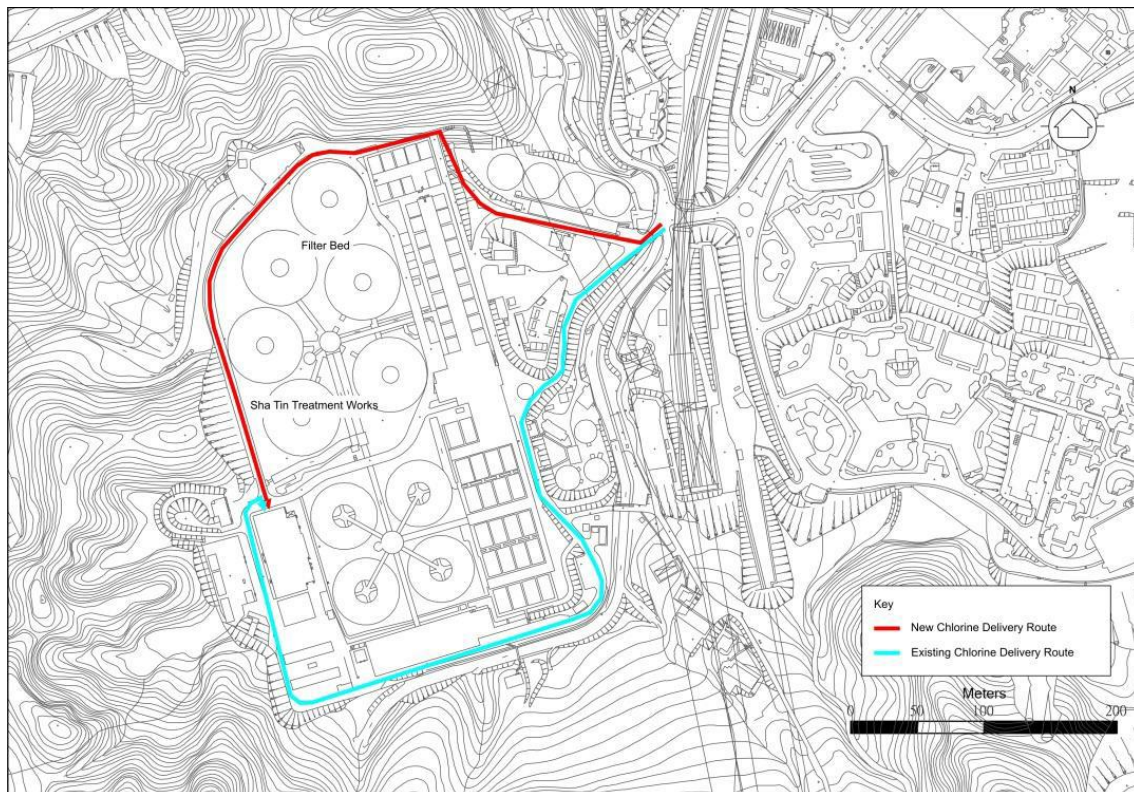 N
Filter Bed
Sha Tin Treatment Works
Key
New Chlorine Delivery Route
Existing Chlorine Delivery Route
Meters
0 50 100 200